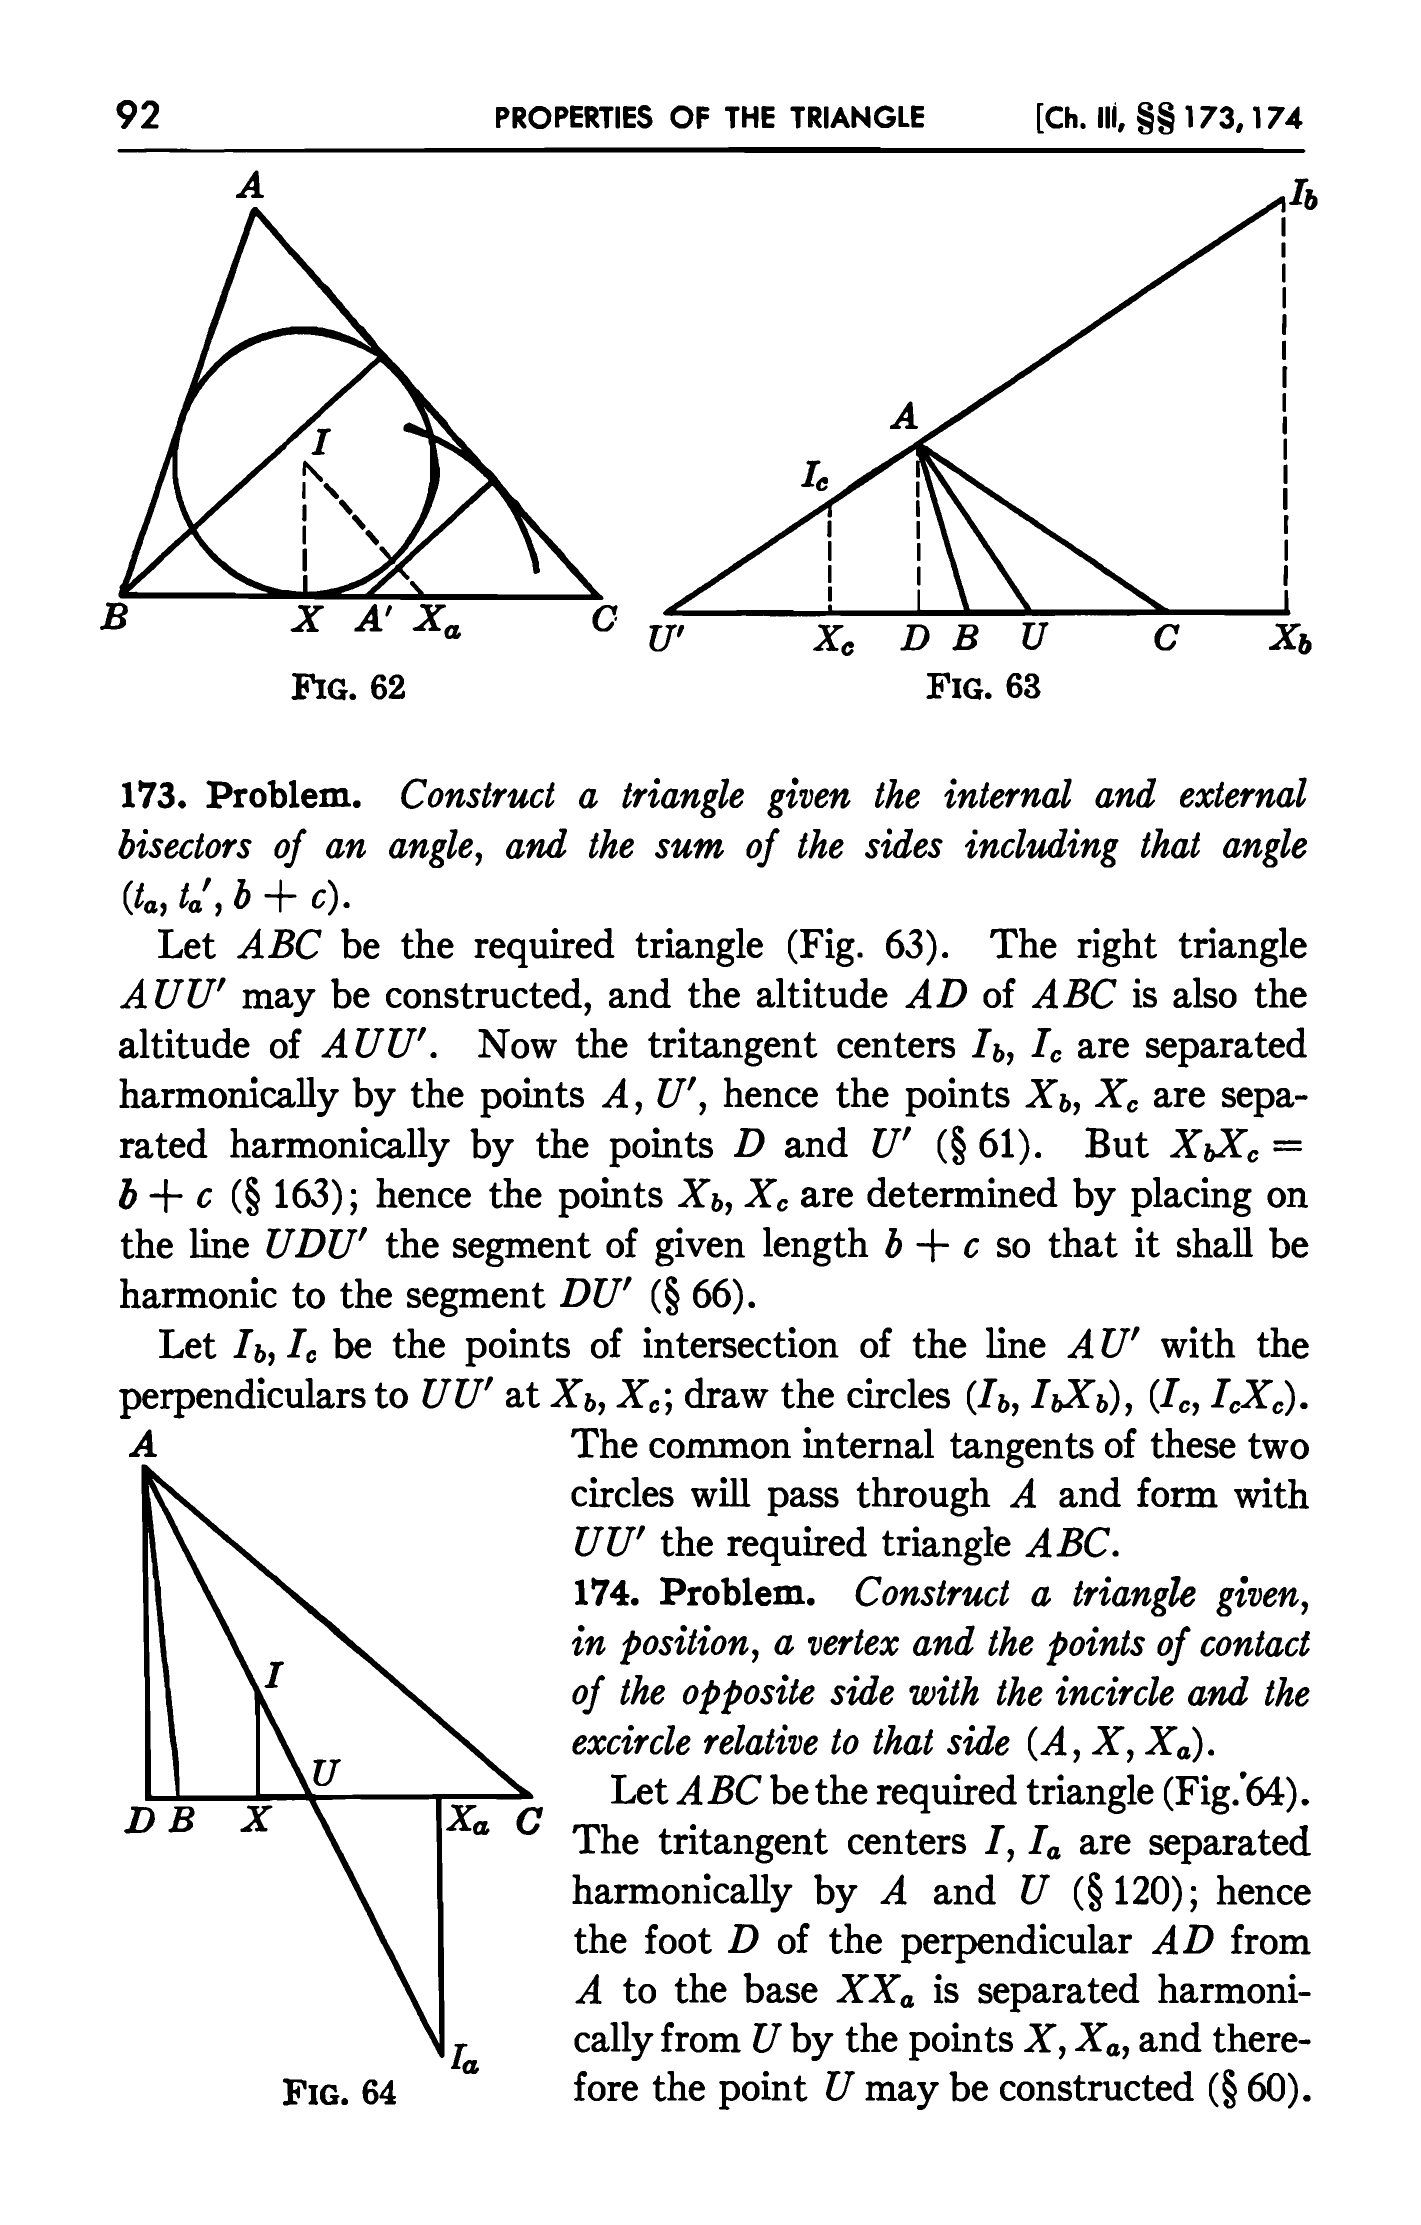 92 PROPERTIES OF THE TRIANGLE [Ch. III, §§ 173, 174
A
I
B X A' Xa C
FIG. 62
Ib
A
Ic
U' Xc D B U C Xb
FIG. 63
173. Problem. Construct a triangle given the internal and external
bisectors of an angle, and the sum of the sides including that angle
(ta, ta', b + c).
Let ABC be the required triangle (Fig. 63). The right triangle
AUU' may be constructed, and the altitude AD of ABC is also the
altitude of AUU'. Now the tritangent centers Ib, Ic are separated
harmonically by the points A, U', hence the points Xb, Xc are sepa-
rated harmonically by the points D and U' (§ 61). But XbXc =
b + c (§ 163); hence the points Xb, Xc are determined by placing on
the line UDU' the segment of given length b + c so that it shall be
harmonic to the segment DU' (§ 66).
Let Ib, Ic be the points of intersection of the line AU' with the
perpendiculars to UU' at Xb, Xc; draw the circles (Ib, IbXb), (Ic, IcXc).
The common internal tangents of these two
circles will pass through A and form with
UU' the required triangle ABC.
174. Problem. Construct a triangle given,
in position, a vertex and the points of contact
of the opposite side with the incircle and the
excircle relative to that side (A, X, Xa).
Let ABC be the required triangle (Fig. 64).
The tritangent centers I, Ia are separated
harmonically by A and U (§ 120); hence
the foot D of the perpendicular AD from
A to the base XXa is separated harmoni-
cally from U by the points X, Xa, and there-
fore the point U may be constructed (§ 60).
A
I
U
D B X Xa C
Ia
FIG. 64